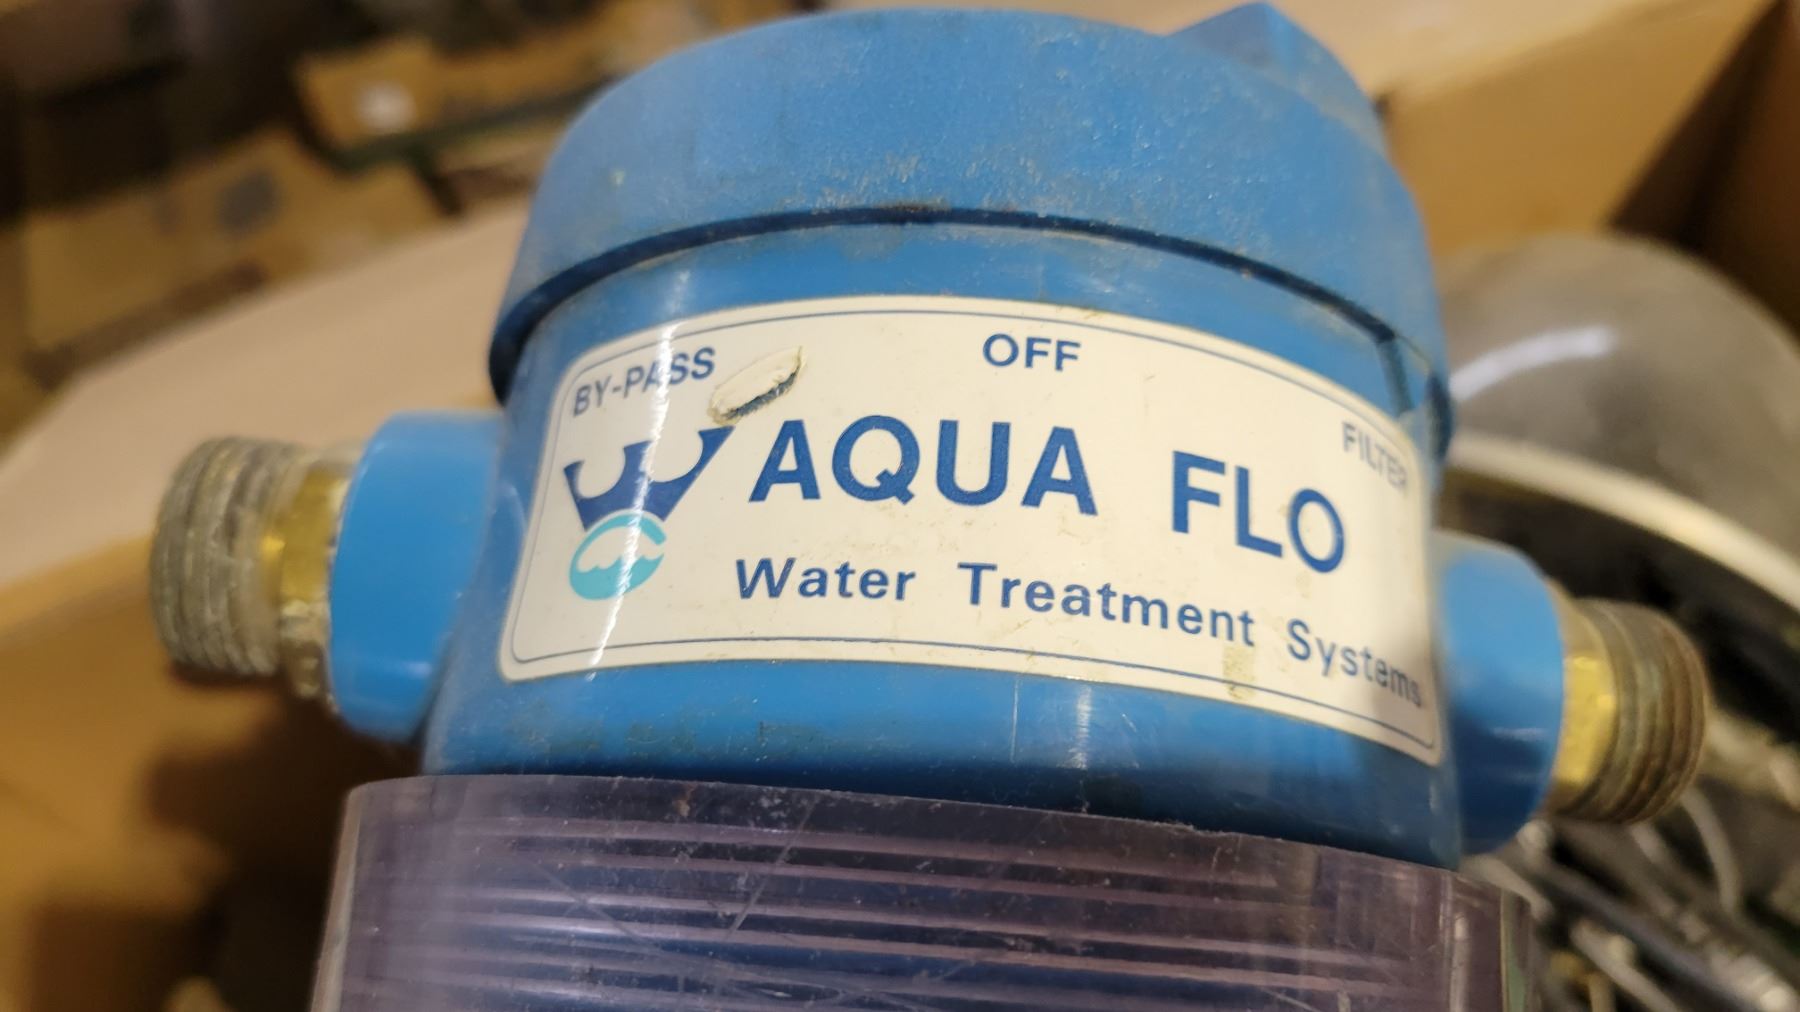 BY-PASS OFF FILTER
AQUA FLO
Water Treatment Systems